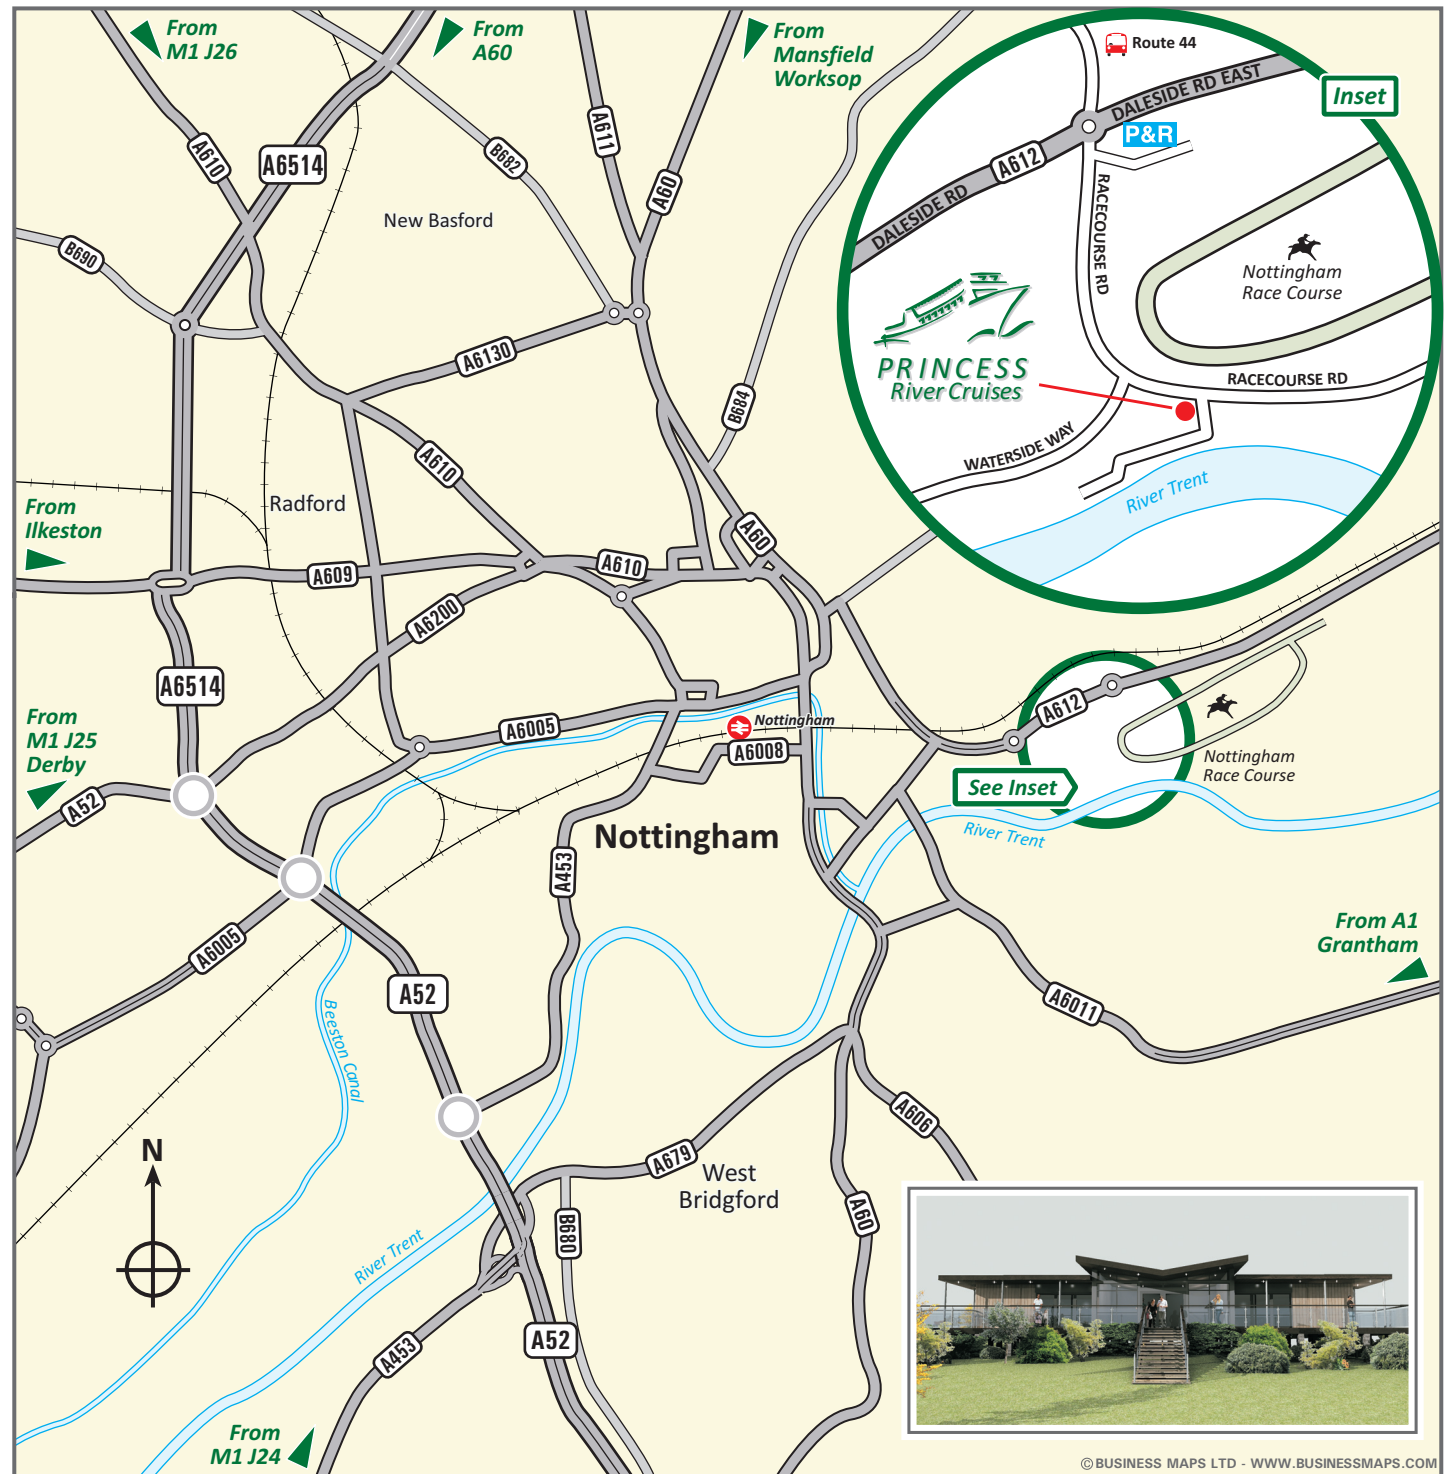 From
M1 J26
From
A60
From
Mansfield
Worksop
Route 44
DALESIDE RD EAST
Inset
P&R
A612
DALESIDE RD
RACECOURSE RD
Nottingham
Race Course
PRINCESS
River Cruises
RACECOURSE RD
WATERSIDE WAY
River Trent
A610
A6514
B682
A611
A60
New Basford
B690
A6130
B684
A610
Radford
From
Ilkeston
A60
A609
A610
A6200
A6514
From
M1 J25
Derby
A6005
Nottingham
A6008
A612
Nottingham
Race Course
See Inset
A52
Nottingham
River Trent
A453
From A1
Grantham
A6005
A52
A6011
Beeston Canal
A606
N
A679
West
Bridgford
A60
B680
River Trent
A52
A453
From
M1 J24
©BUSINESS MAPS LTD - WWW.BUSINESSMAPS.COM